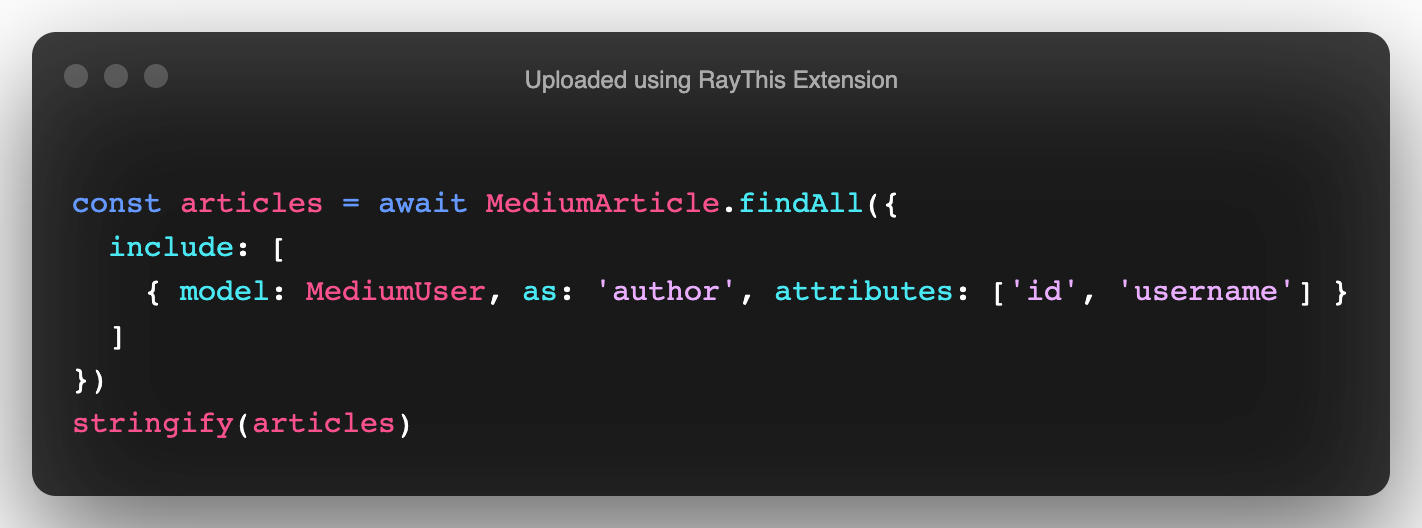 Uploaded using RayThis Extension
const articles = await MediumArticle.findAll({
  include: [
    { model: MediumUser, as: 'author', attributes: ['id', 'username'] }
  ]
})
stringify(articles)